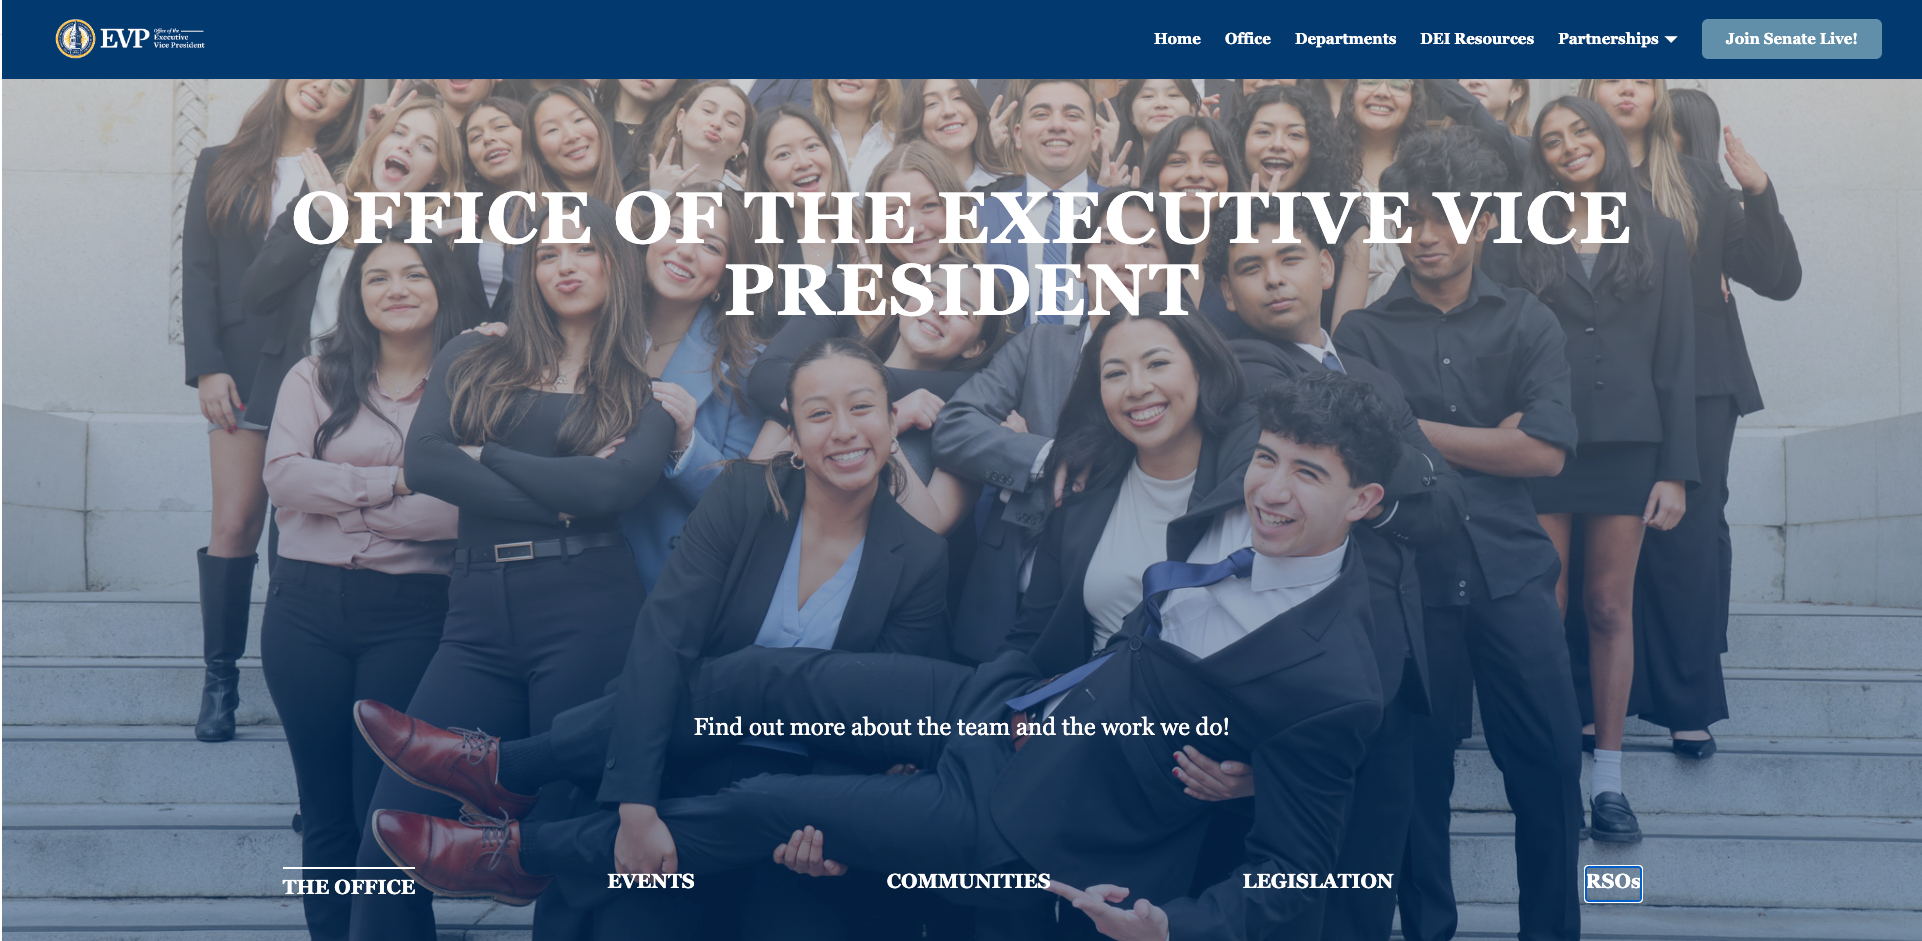 EVP
Office of the
Executive
Vice President
Home
Office
Departments
DEI Resources
Partnerships
Join Senate Live!
OFFICE OF THE EXECUTIVE VICE
PRESIDENT
Find out more about the team and the work we do!
THE OFFICE
EVENTS
COMMUNITIES
LEGISLATION
RSOs